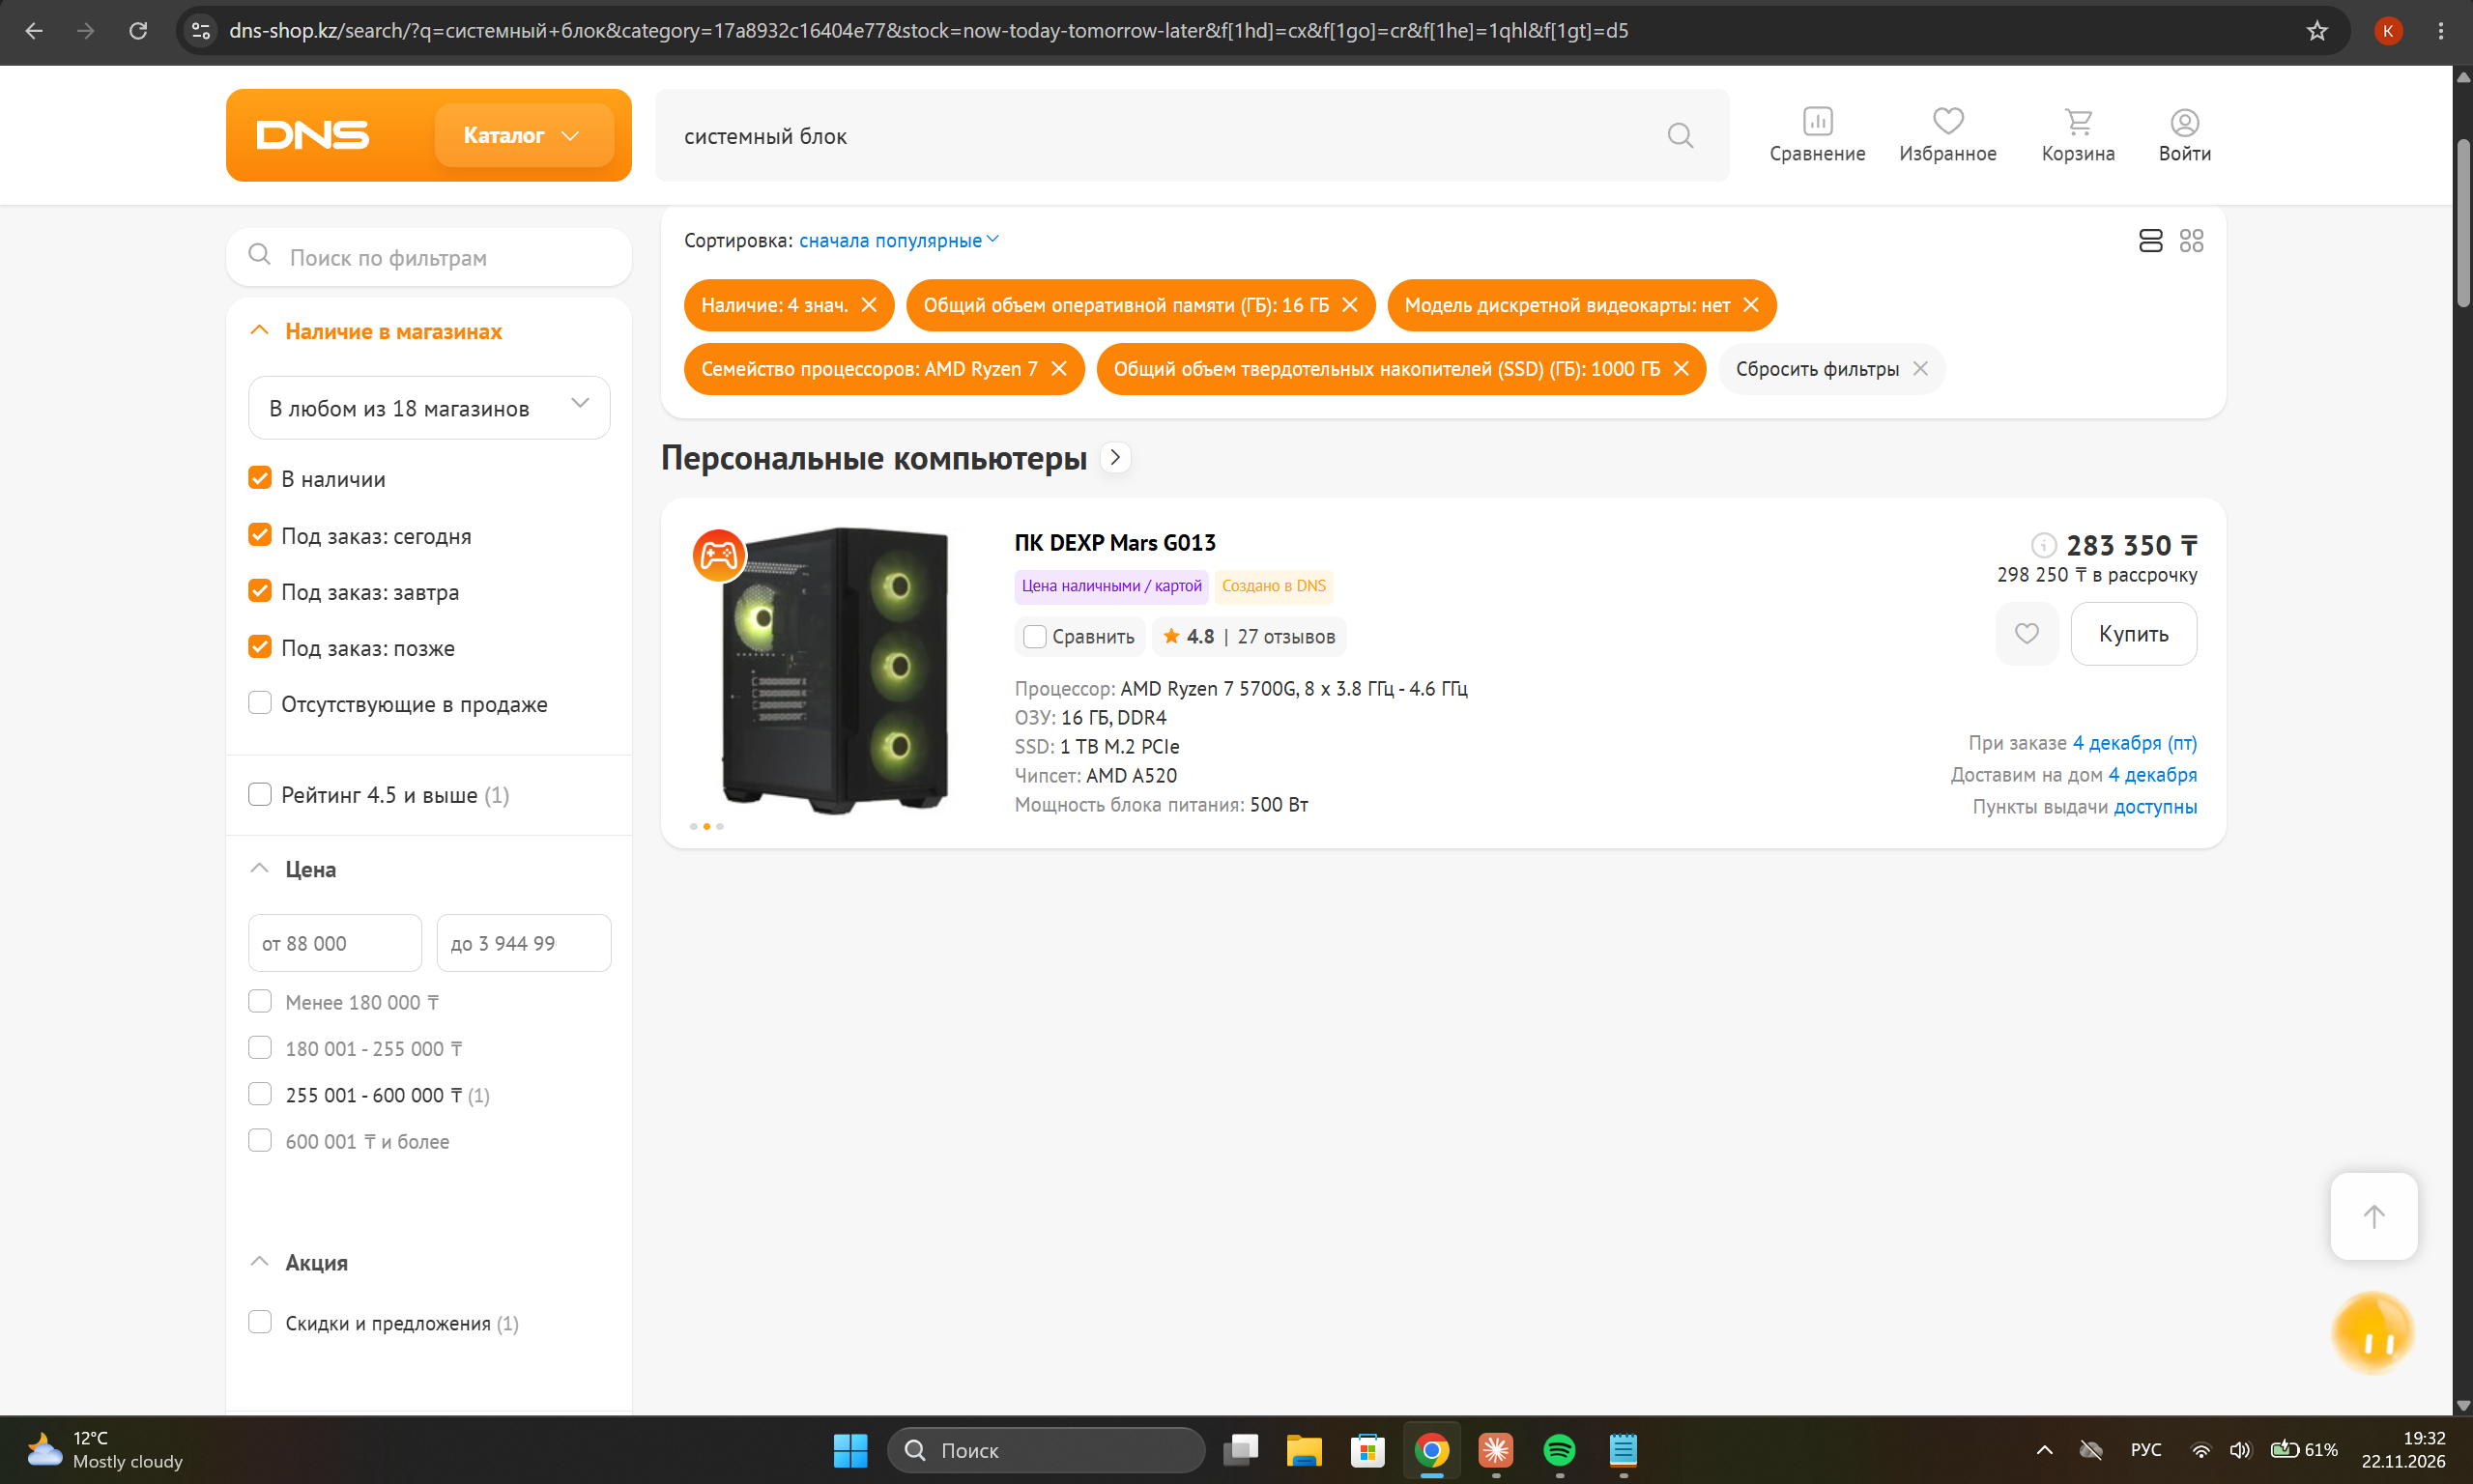 dns-shop.kz/search/?q=системный+блок&category=17a8932c16404e77&stock=now-today-tomorrow-later&f[1hd]=cx&f[1go]=cr&f[1he]=1qhl&f[1gt]=d5
K
DNS
Каталог
системный блок
Сравнение
Избранное
Корзина
Войти
Поиск по фильтрам
Наличие в магазинах
В любом из 18 магазинов
В наличии
Под заказ: сегодня
Под заказ: завтра
Под заказ: позже
Отсутствующие в продаже
Рейтинг 4.5 и выше (1)
Цена
от 88 000
до 3 944 99
Менее 180 000 ₸
180 001 - 255 000 ₸
255 001 - 600 000 ₸ (1)
600 001 ₸ и более
Акция
Скидки и предложения (1)
Сортировка: сначала популярные
Наличие: 4 знач.
Общий объем оперативной памяти (ГБ): 16 ГБ
Модель дискретной видеокарты: нет
Семейство процессоров: AMD Ryzen 7
Общий объем твердотельных накопителей (SSD) (ГБ): 1000 ГБ
Сбросить фильтры
Персональные компьютеры
ПК DEXP Mars G013
Цена наличными / картой
Создано в DNS
Сравнить
4.8 | 27 отзывов
Процессор: AMD Ryzen 7 5700G, 8 x 3.8 ГГц - 4.6 ГГц
ОЗУ: 16 ГБ, DDR4
SSD: 1 TB M.2 PCIe
Чипсет: AMD A520
Мощность блока питания: 500 Вт
283 350 ₸
298 250 ₸ в рассрочку
Купить
При заказе 4 декабря (пт)
Доставим на дом 4 декабря
Пункты выдачи доступны
12°C
Mostly cloudy
Поиск
РУС
61%
19:32
22.11.2026